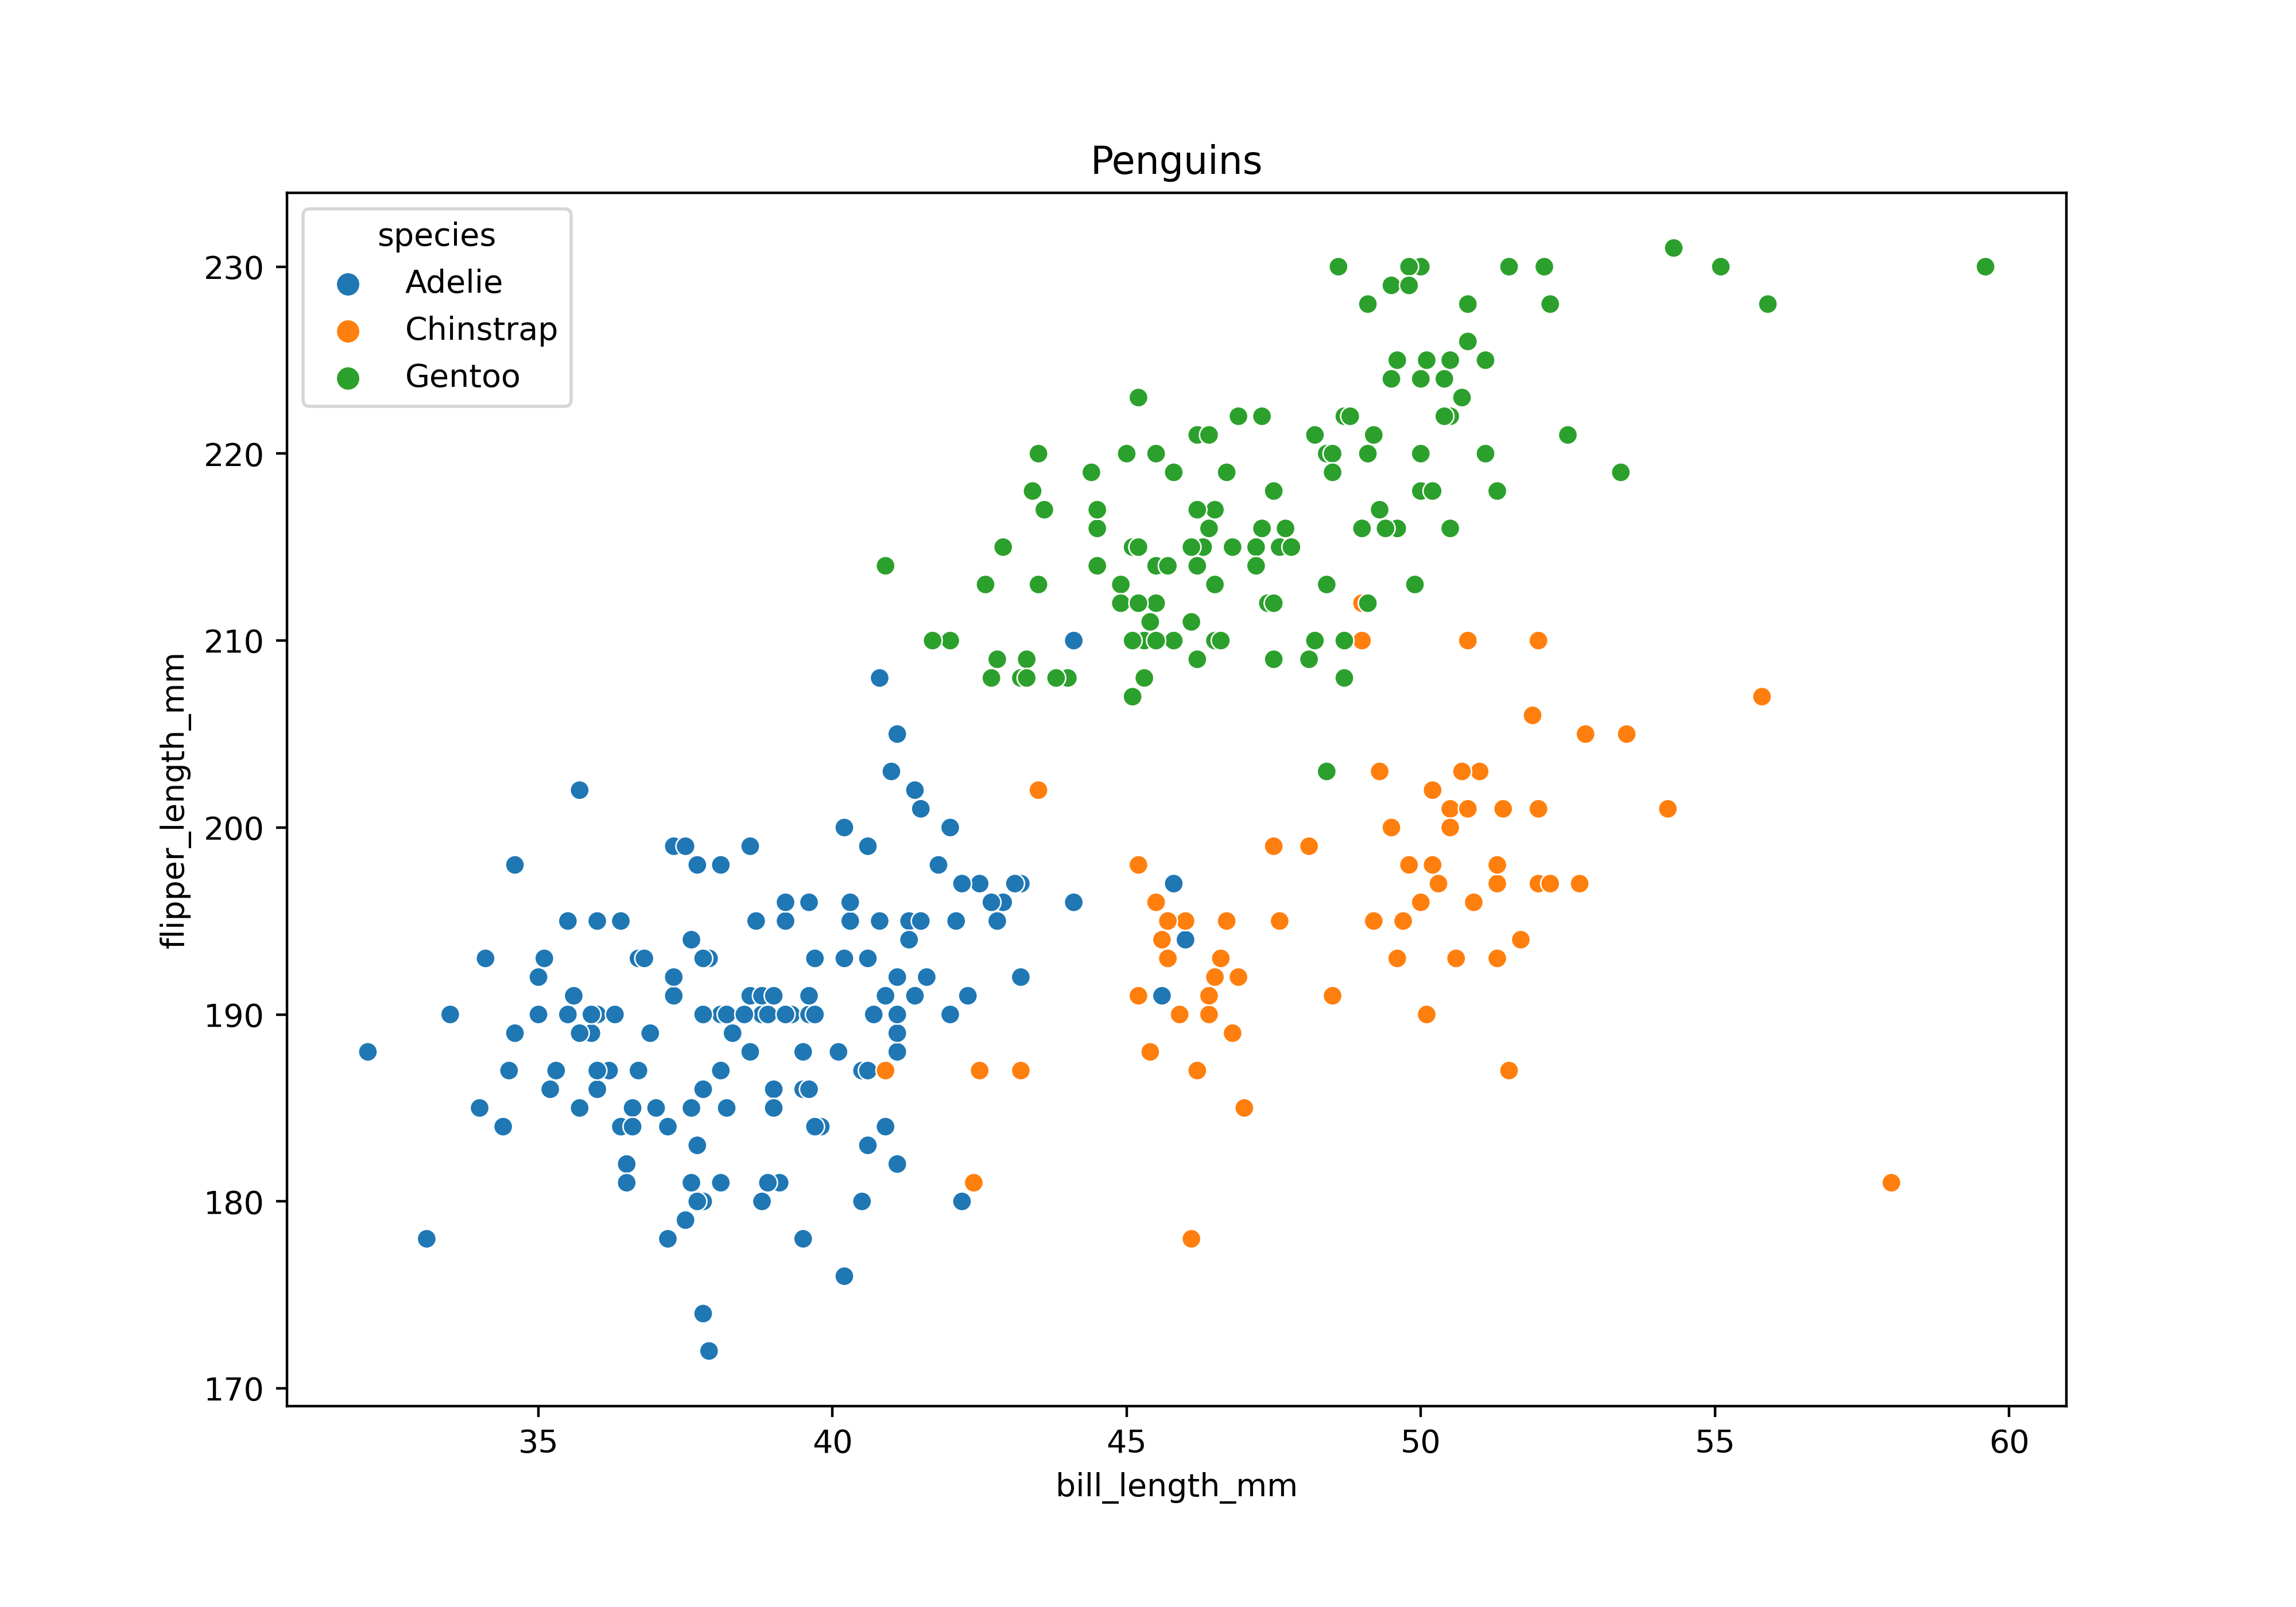 Penguins
species
Adelie
Chinstrap
Gentoo
flipper_length_mm
230
220
210
200
190
180
170
35 40 45 50 55 60
bill_length_mm